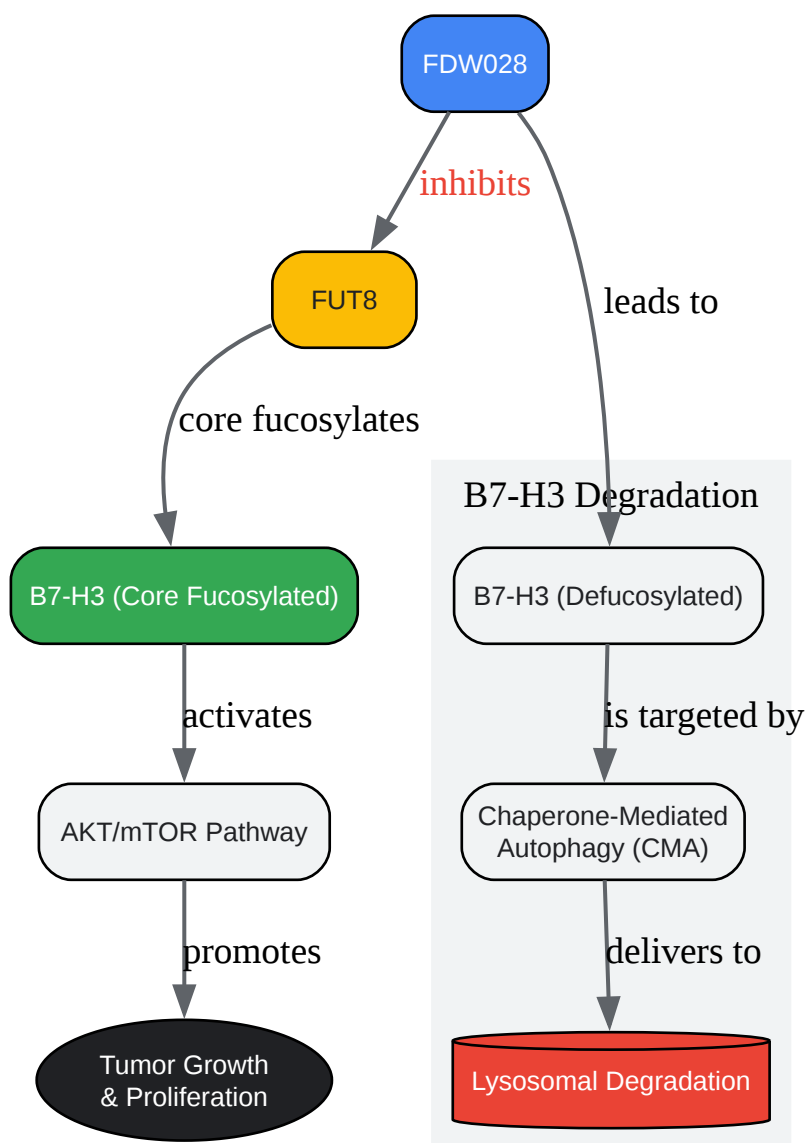 FDW028
inhibits
FUT8
leads to
core fucosylates
B7-H3 Degradation
B7-H3 (Core Fucosylated)
B7-H3 (Defucosylated)
activates
is targeted by
AKT/mTOR Pathway
Chaperone-Mediated
Autophagy (CMA)
promotes
delivers to
Tumor Growth
& Proliferation
Lysosomal Degradation